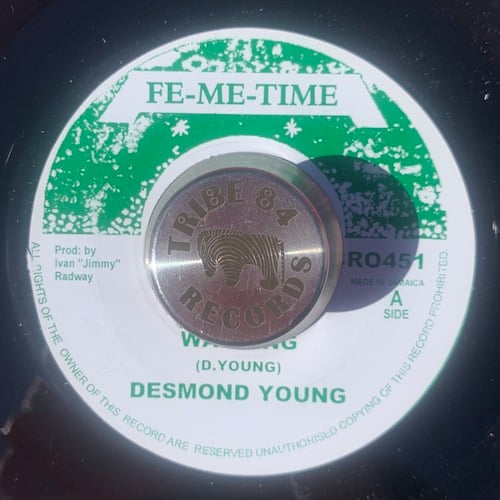 FE-ME-TIME
TRIBE 84
RECORDS
Prod: by
Ivan "Jimmy"
Radway
CRO451
MADE IN JAMAICA
A
SIDE
(D.YOUNG)
DESMOND YOUNG
ALL RIGHTS OF THE OWNER OF THIS RECORD ARE RESERVED UNAUTHORISED COPYING OF THIS RECORD PROHIBITED